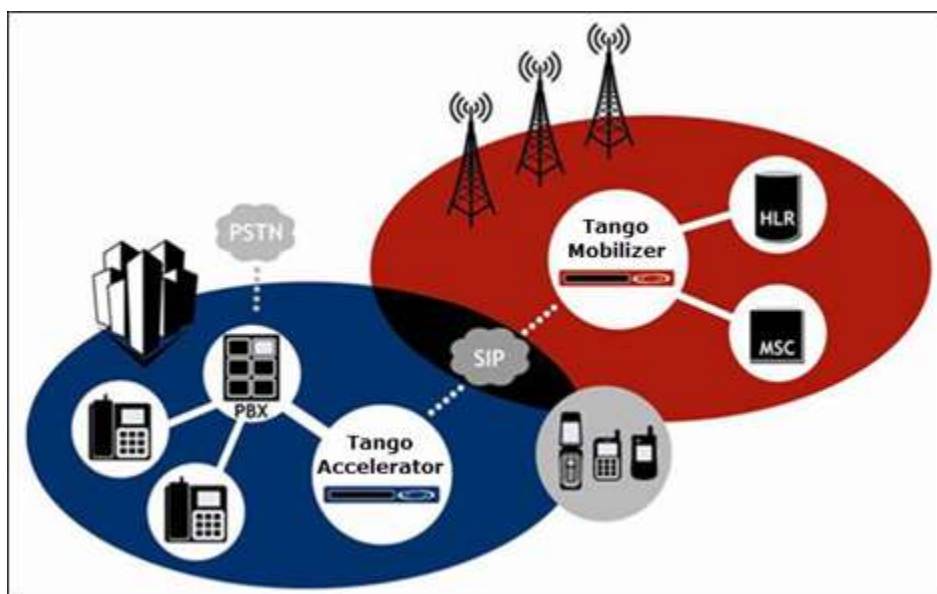 PSTN
Tango
Mobilizer
HLR
MSC
SIP
PBX
Tango
Accelerator